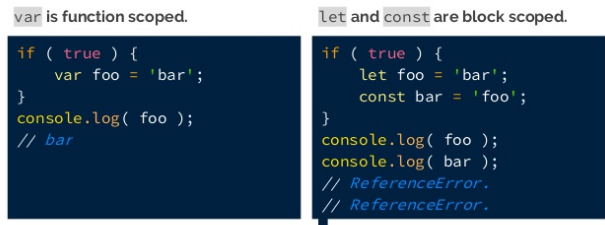 var is function scoped.
if ( true ) {
    var foo = 'bar';
}
console.log( foo );
// bar
let and const are block scoped.
if ( true ) {
    let foo = 'bar';
    const bar = 'foo';
}
console.log( foo );
console.log( bar );
// ReferenceError.
// ReferenceError.